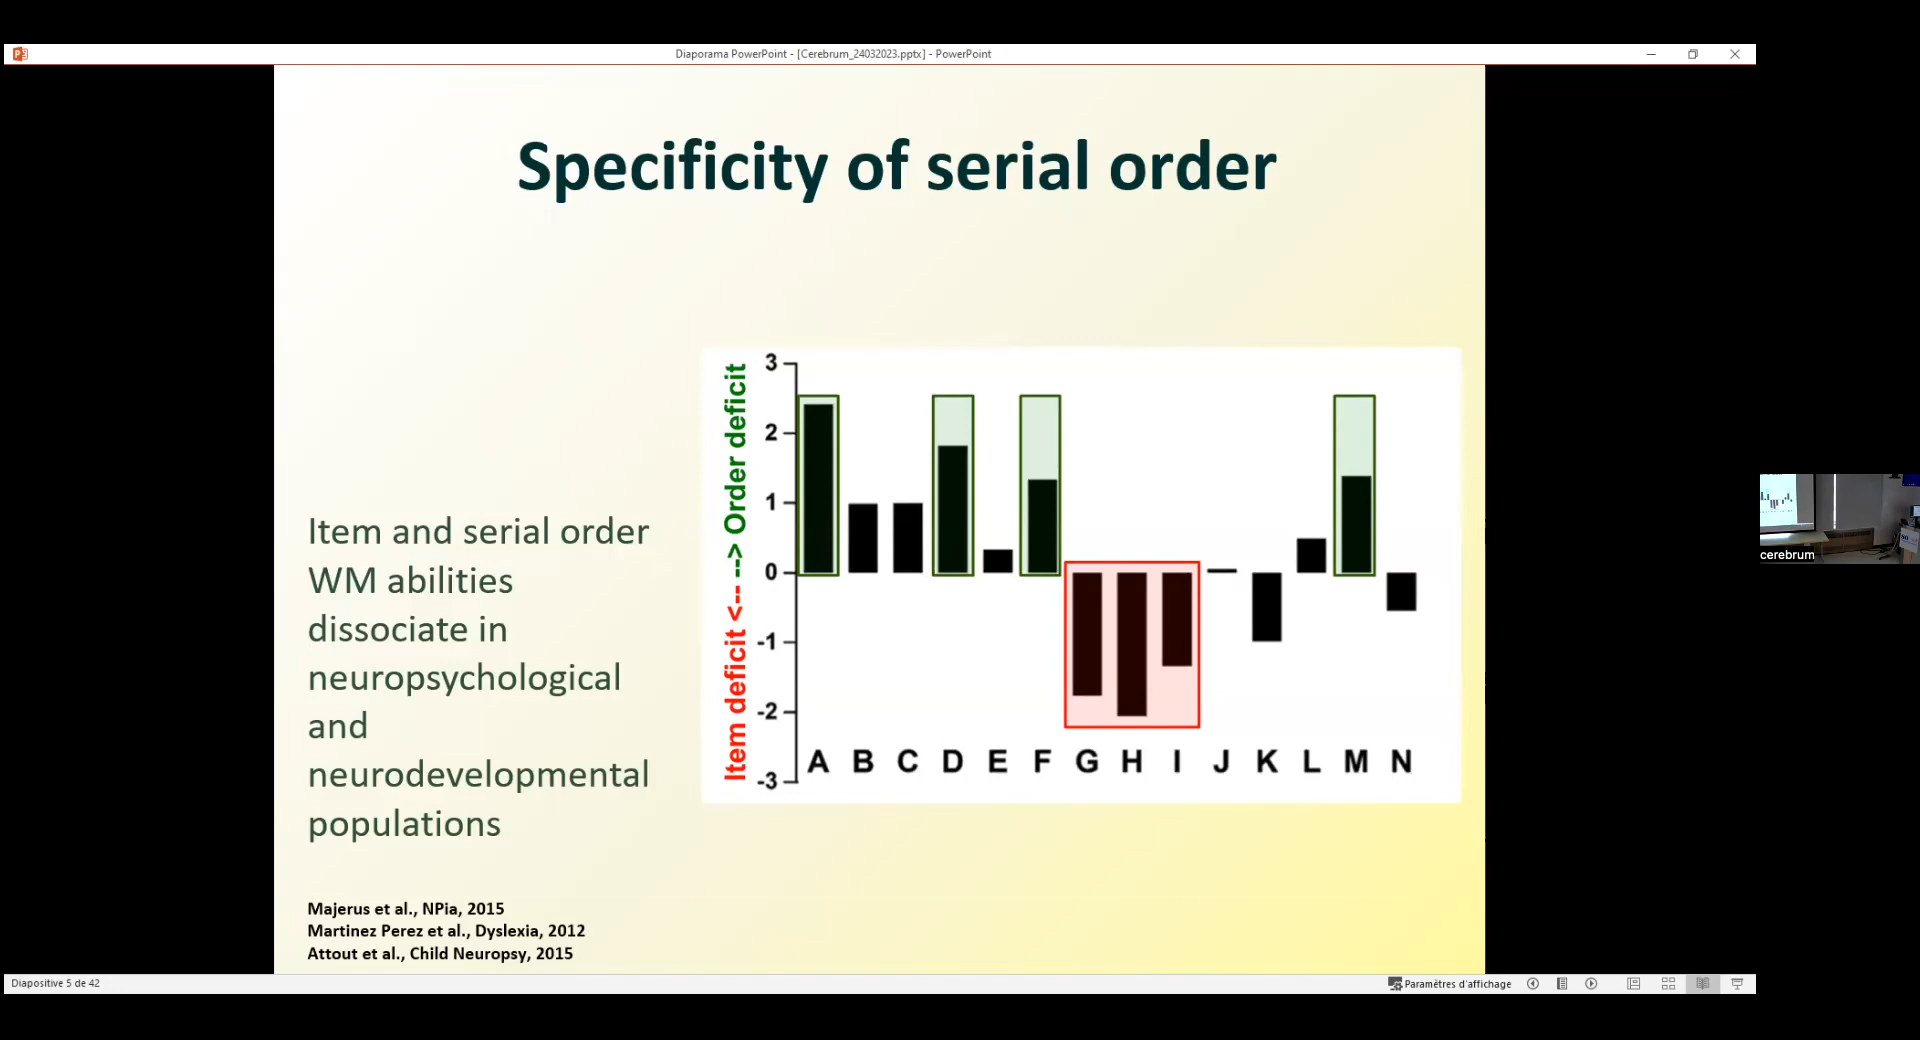 Diaporama PowerPoint - [Cerebrum_24032023.pptx] - PowerPoint
Specificity of serial order
Item and serial order
WM abilities
dissociate in
neuropsychological
and
neurodevelopmental
populations
Majerus et al., NPia, 2015
Martinez Perez et al., Dyslexia, 2012
Attout et al., Child Neuropsy, 2015
Item deficit <-- --> Order deficit
3
2
1
0
-1
-2
-3
A B C D E F G H I J K L M N
cerebrum
Diapositive 5 de 42
Paramètres d'affichage